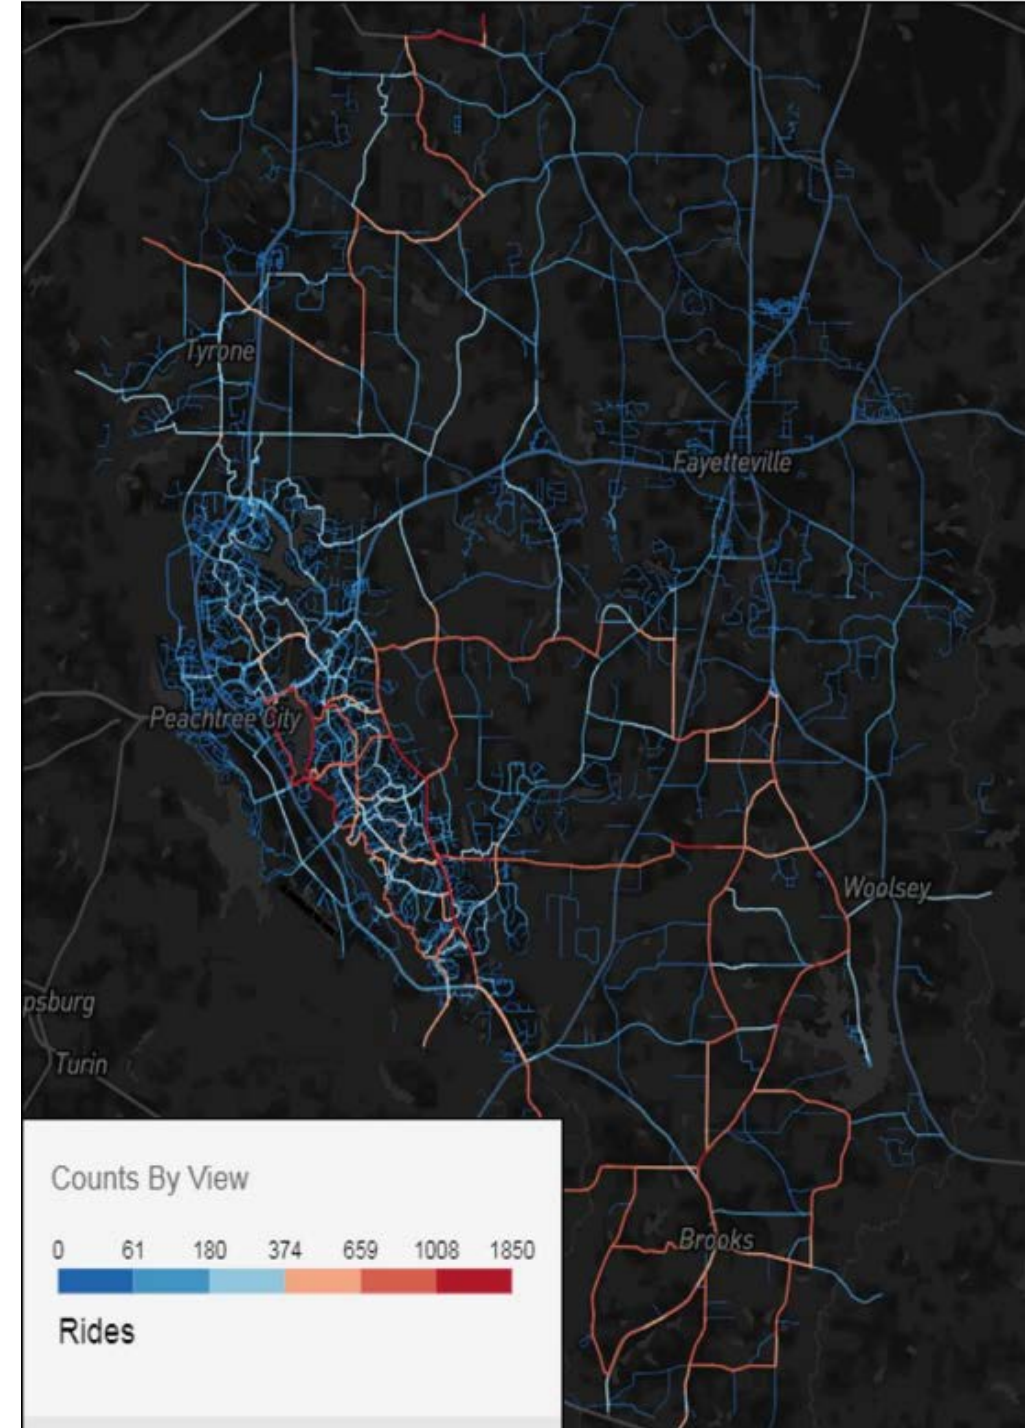 Tyrone
Fayetteville
Peachtree City
Woolsey
psburg
Turin
Counts By View
0 61 180 374 659 1008 1850
Brooks
Rides